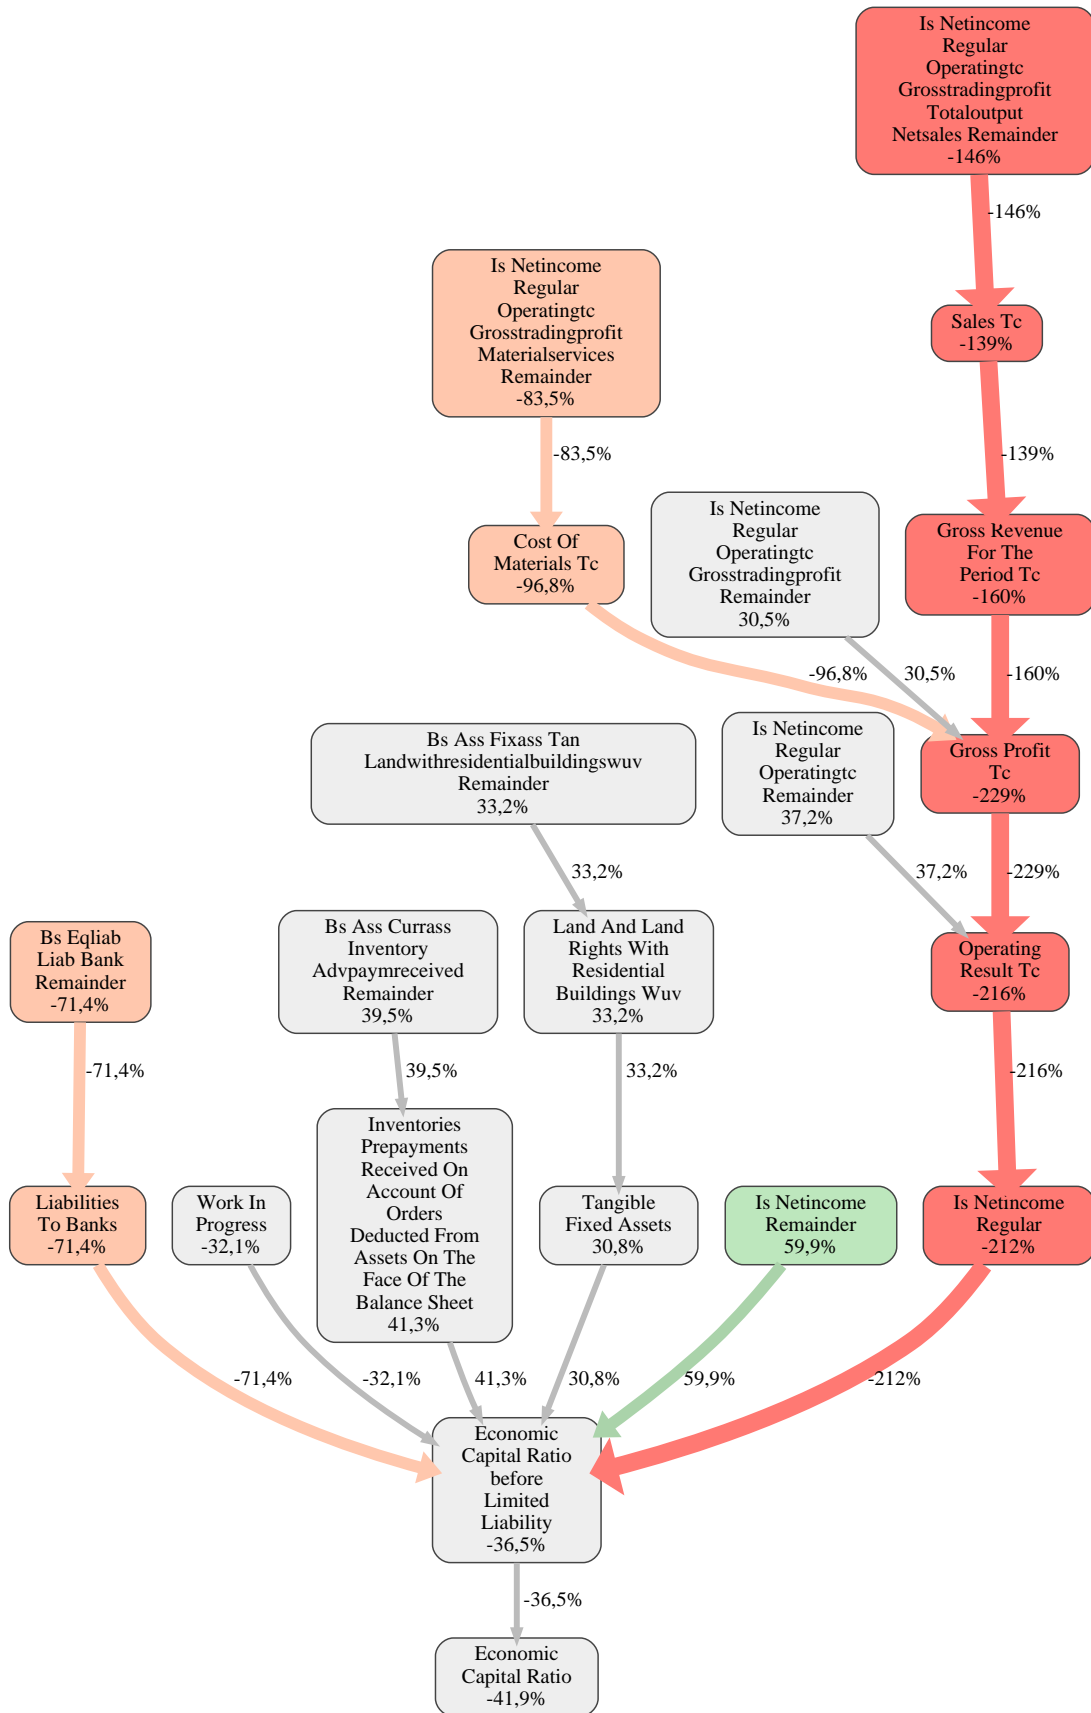 Is Netincome
Regular
Operatingtc
Grosstradingprofit
Totaloutput
Netsales Remainder
-146%
-146%
Is Netincome
Regular
Operatingtc
Grosstradingprofit
Materialservices
Remainder
-83,5%
Sales Tc
-139%
-83,5%
-139%
Is Netincome
Regular
Operatingtc
Grosstradingprofit
Remainder
30,5%
Cost Of
Materials Tc
-96,8%
Gross Revenue
For The
Period Tc
-160%
-96,8%
30,5%
-160%
Bs Ass Fixass Tan
Landwithresidentialbuildingswuv
Remainder
33,2%
Is Netincome
Regular
Operatingtc
Remainder
37,2%
Gross Profit
Tc
-229%
33,2%
37,2%
-229%
Bs Eqliab
Liab Bank
Remainder
-71,4%
Bs Ass Currass
Inventory
Advpaymreceived
Remainder
39,5%
Land And Land
Rights With
Residential
Buildings Wuv
33,2%
Operating
Result Tc
-216%
-71,4%
39,5%
33,2%
-216%
Liabilities
To Banks
-71,4%
Work In
Progress
-32,1%
Inventories
Prepayments
Received On
Account Of
Orders
Deducted From
Assets On The
Face Of The
Balance Sheet
41,3%
Tangible
Fixed Assets
30,8%
Is Netincome
Remainder
59,9%
Is Netincome
Regular
-212%
-71,4%
-32,1%
41,3%
30,8%
59,9%
-212%
Economic
Capital Ratio
before
Limited
Liability
-36,5%
-36,5%
Economic
Capital Ratio
-41,9%